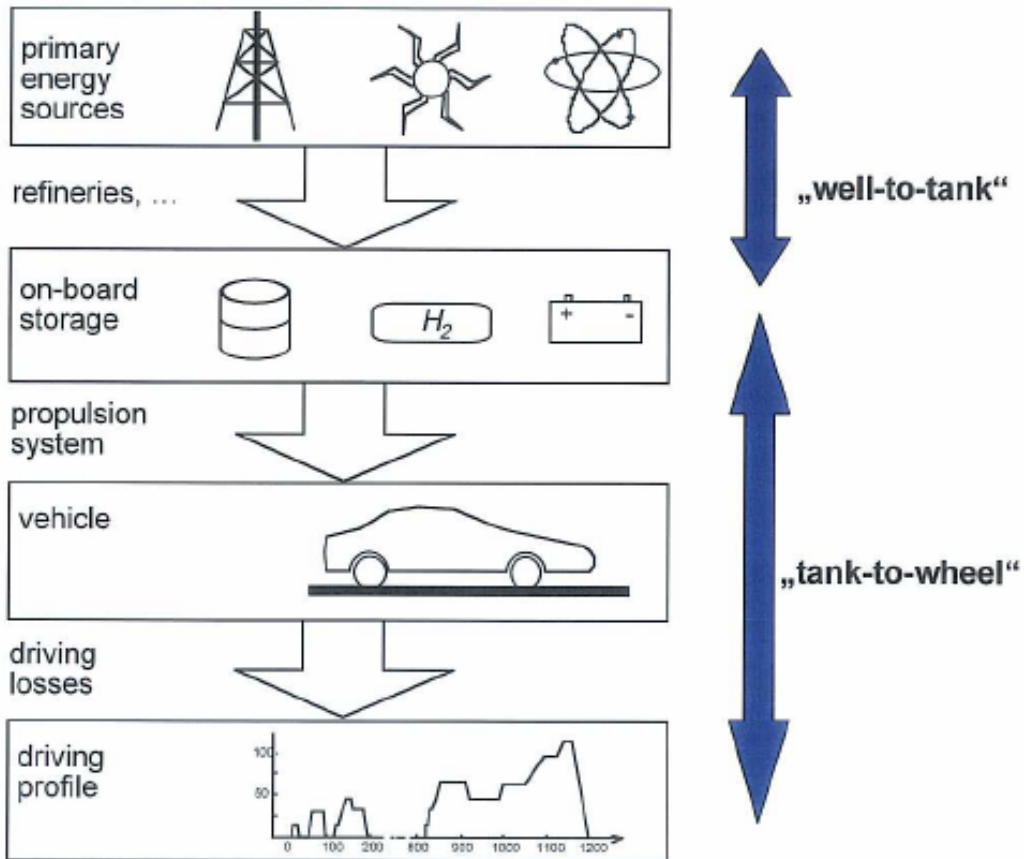 primary
energy
sources
refineries, ...
„well-to-tank“
on-board
storage
H₂
+ -
propulsion
system
vehicle
„tank-to-wheel“
driving
losses
driving
profile
100
50
0 100 200 800 900 1000 1100 1200